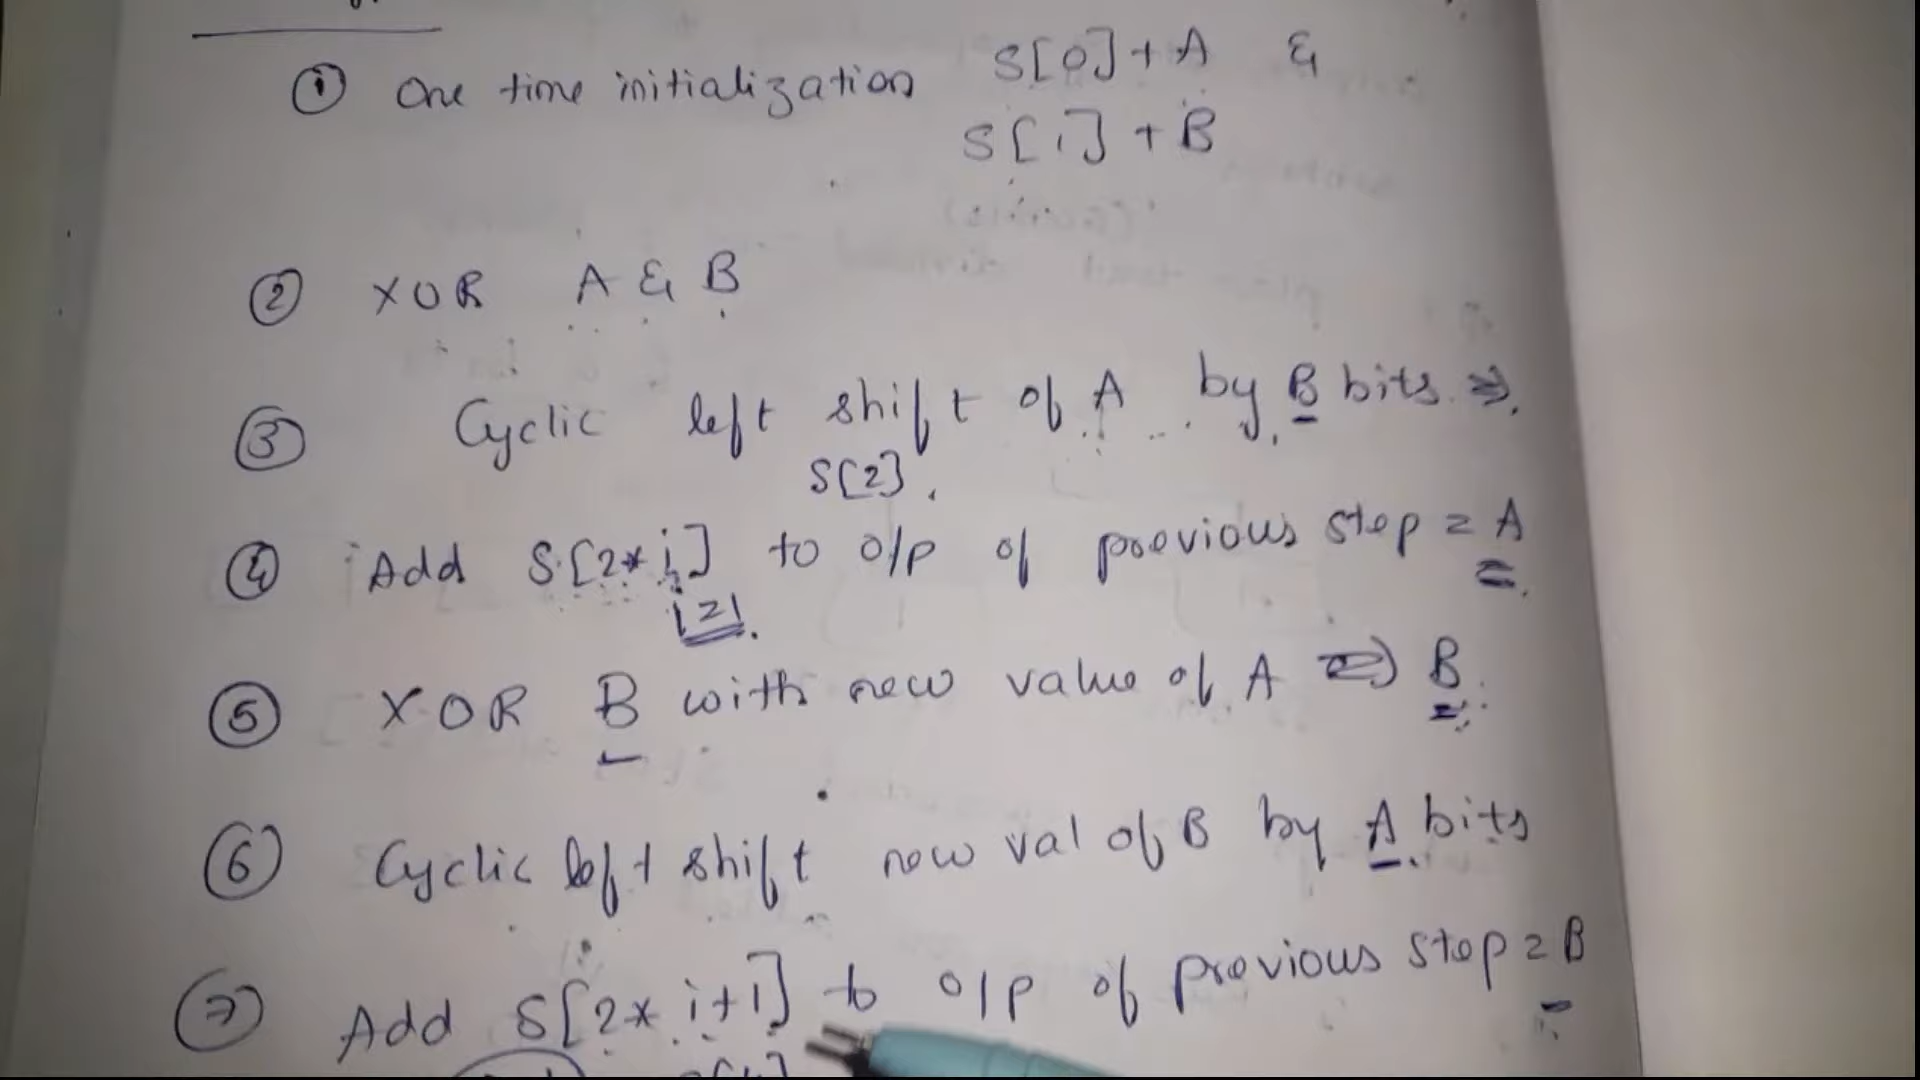 ① One time initialization S[0]+A &
S[1]+B
② XOR A & B
③ Cyclic left shift of A by B bits ⇒.
S[2].
④ Add S[2*i] to o/p of previous step = A
i=1.
⑤ XOR B with new value of A ⇒ B.
⑥ Cyclic left shift new val of B by A bits
⑦ Add S[2*i+1] to o/p of previous step = B